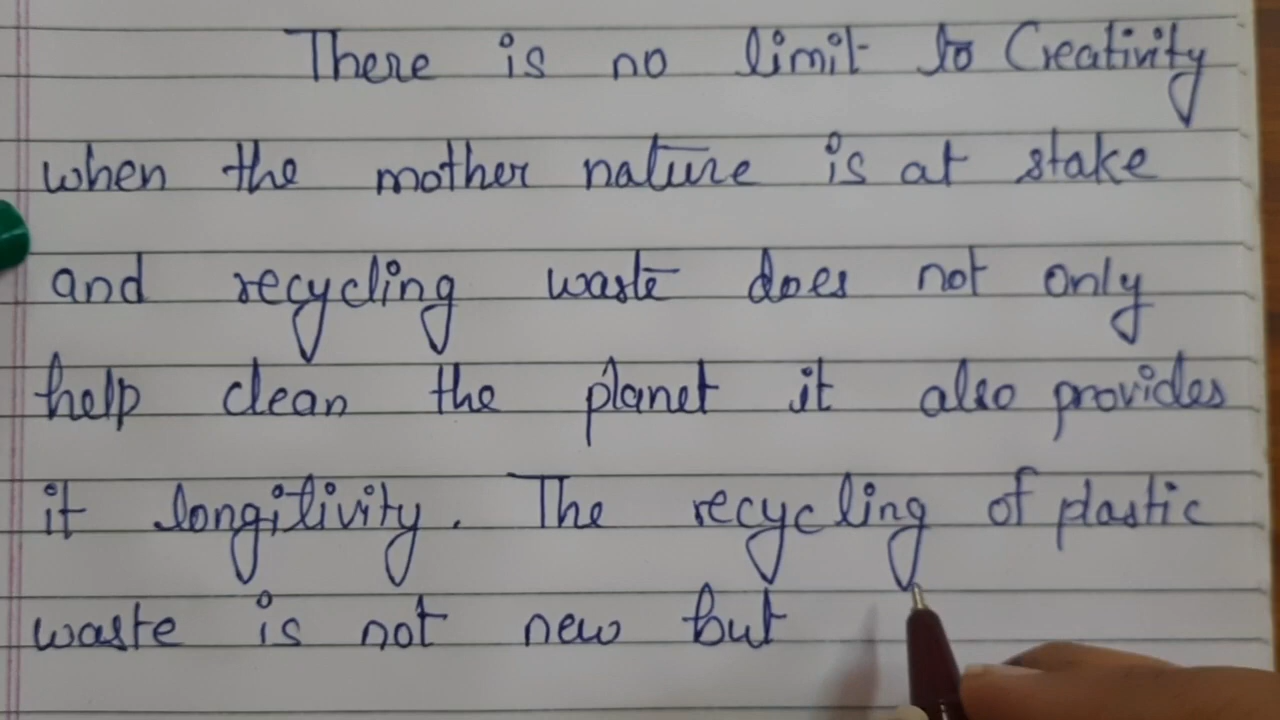 There is no limit to Creativity
when the mother nature is at stake
and recycling waste does not only
help clean the planet it also provides
it longitivity. The recycling of plastic
waste is not new but